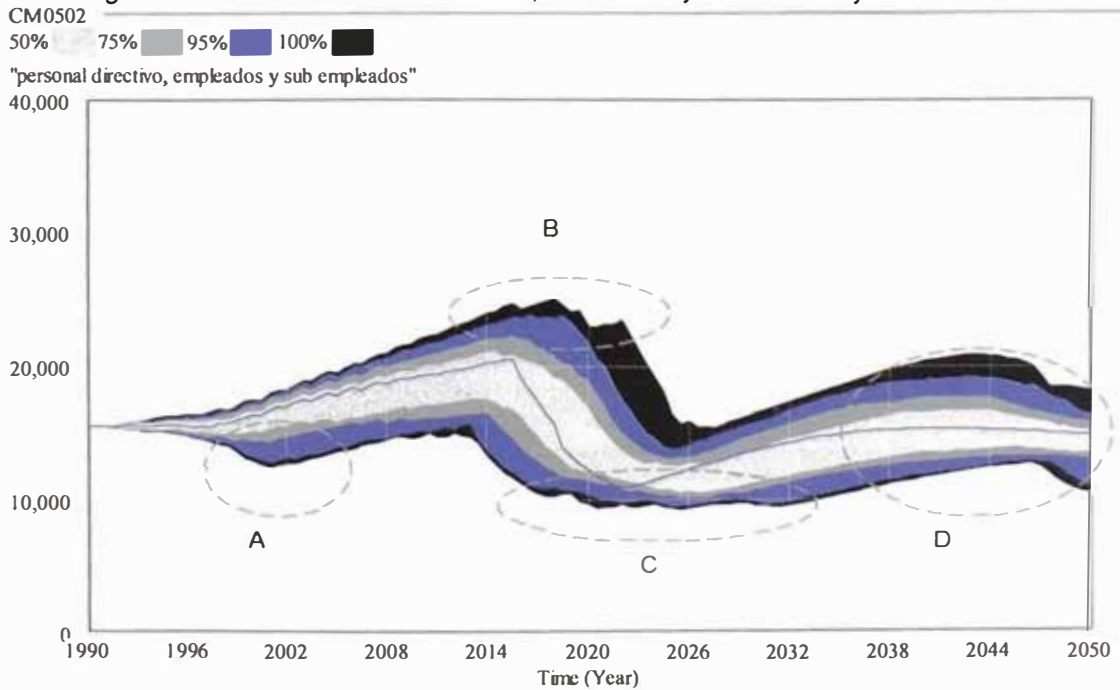 CM0502
50% 75% 95% 100%
"personal directivo, empleados y sub empleados"
40,000
30,000
20,000
10,000
0
B
A
D
C
1990 1996 2002 2008 2014 2020 2026 2032 2038 2044 2050
Time (Year)